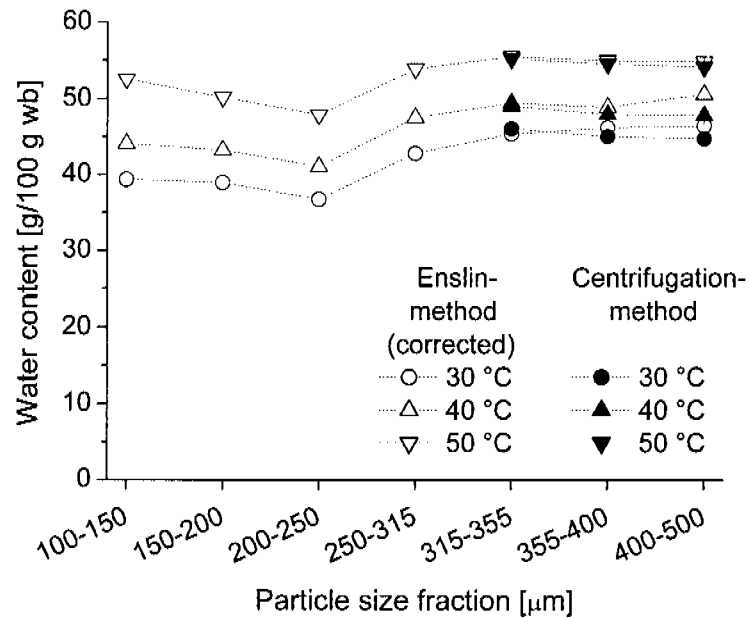 60
50
40
30
20
10
0
Water content [g/100 g wb]
Enslin-
method
(corrected)
30 °C
40 °C
50 °C
Centrifugation-
method
30 °C
40 °C
50 °C
100-150
150-200
200-250
250-315
315-355
355-400
400-500
Particle size fraction [μm]